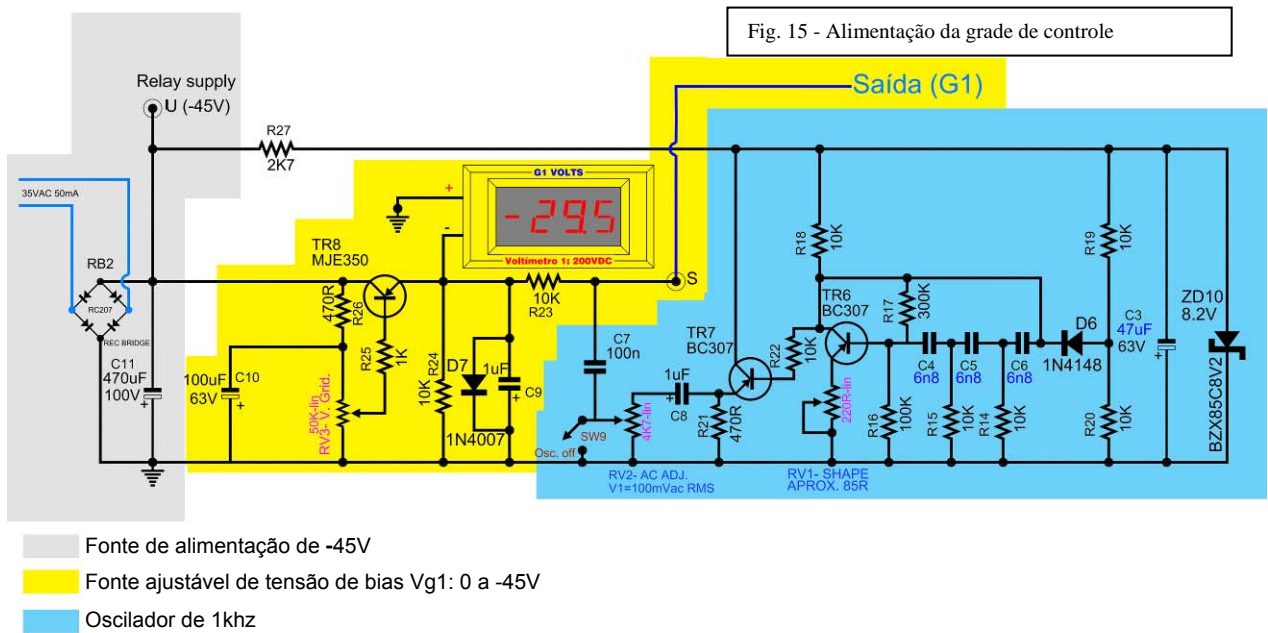 Fig. 15 - Alimentação da grade de controle
Relay supply
U (-45V)
Saída (G1)
R27
2K7
35VAC 50mA
G1 VOLTS
+
-29.5
-
Voltímetro 1: 200VDC
RB2
RC207
REC BRIDGE
C11
470uF
100V
+
TR8
MJE350
R26
470R
R25
1K
100uF
63V
C10
+
50K-lin
RV3- V. Grid.
R24
10K
D7
1N4007
1uF
C9
+
10K
R23
S
C7
100n
SW9
Osc. off
4K7-lin
RV2- AC ADJ.
V1=100mVac RMS
1uF
C8
+
TR7
BC307
R21
470R
R22
10K
R18
10K
TR6
BC307
R17
300K
220R-lin
RV1- SHAPE
APROX. 85R
R16
100K
C4
6n8
C5
6n8
C6
6n8
R15
10K
R14
10K
D6
1N4148
R19
10K
R20
10K
C3
47uF
63V
+
ZD10
8.2V
BZX85C8V2
Fonte de alimentação de -45V
Fonte ajustável de tensão de bias Vg1: 0 a -45V
Oscilador de 1khz